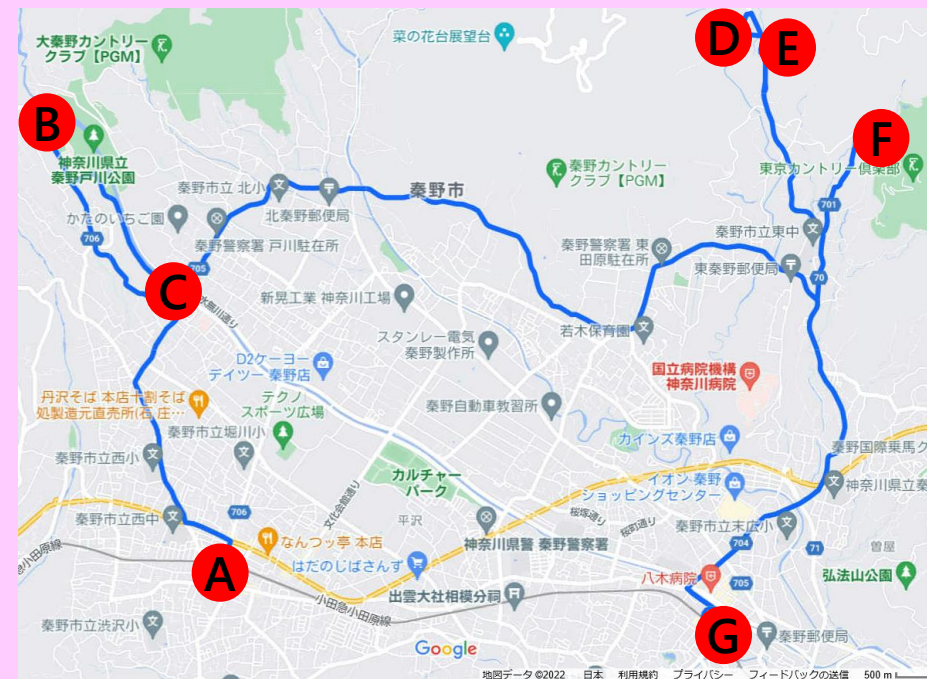 大秦野カントリー
クラブ【PGM】
菜の花台展望台
D
E
B
F
神奈川県立
秦野戸川公園
秦野市立 北小
秦野市
秦野カントリー
クラブ【PGM】
東京カントリー倶楽部
かたのいちご園
北秦野郵便局
701
706
秦野警察署 戸川駐在所
秦野警察署 東
田原駐在所
秦野市立東中
705
東秦野郵便局
70
C
水無川通り
新晃工業 神奈川工場
スタンレー電気
秦野製作所
若木保育園
D2ケーヨー
デイツー 秦野店
国立病院機構
神奈川病院
丹沢そば 本店十割そば
処製造元直売所(石 庄…
テクノ
スポーツ広場
秦野自動車教習所
秦野市立堀川小
カインズ秦野店
秦野国際乗馬ク
秦野市立西小
カルチャー
パーク
イオン 秦野
ショッピングセンター
神奈川県立秦
706
文化会館通り
桜塚通り
桜町通り
秦野市立西中
平沢
秦野市立末広小
なんつッ亭 本店
神奈川県警 秦野警察署
704
71
曽屋
A
はだのじばさんず
八木病院
705
弘法山公園
小田急小田原線
出雲大社相模分祠
小田急小田原線
秦野市立渋沢小
G
秦野郵便局
Google
地図データ ©2022 日本 利用規約 プライバシー フィードバックの送信 500 m